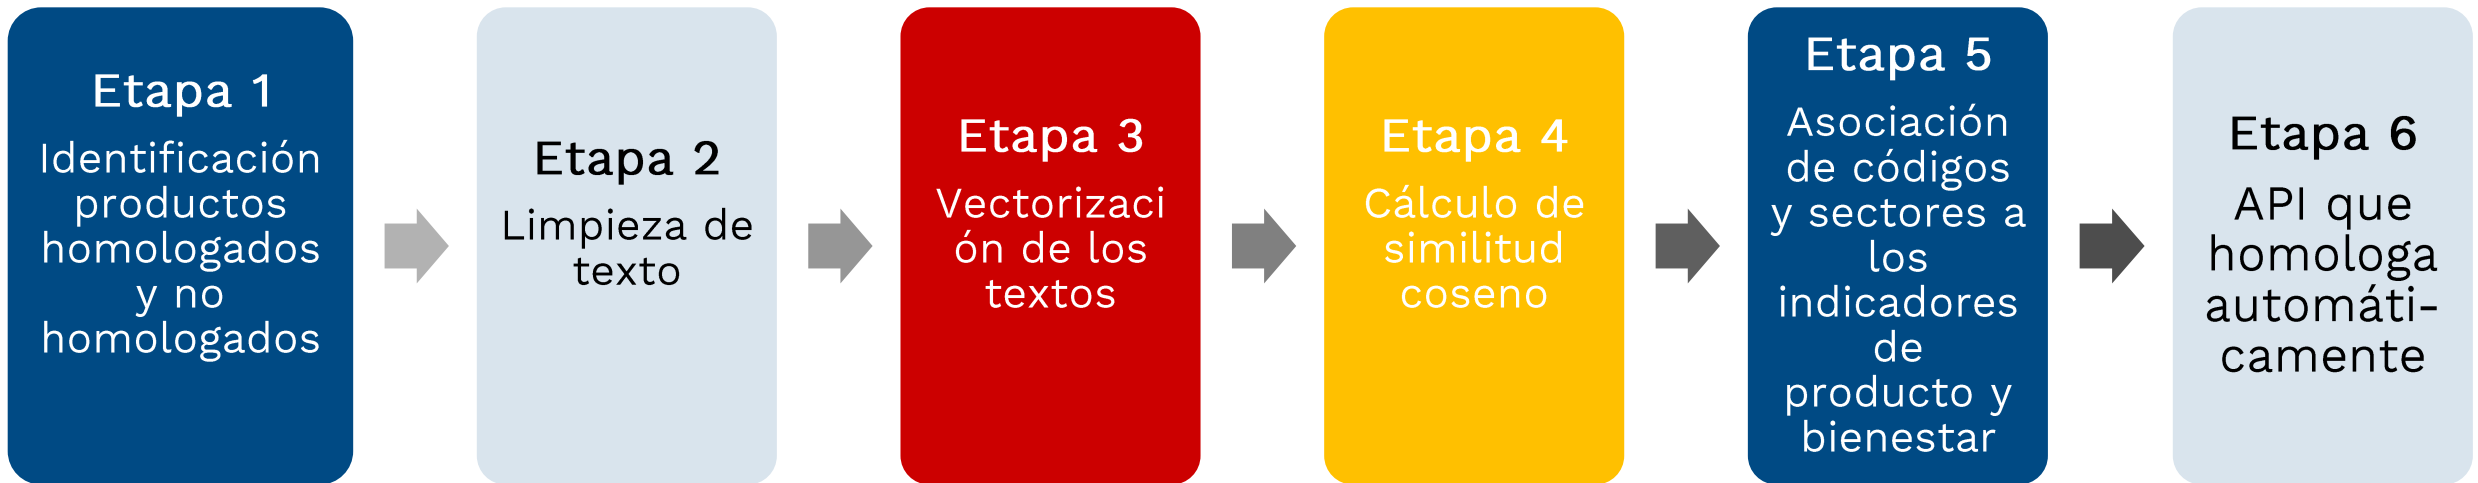 Etapa 1
Identificación
productos
homologados
y no
homologados
Etapa 2
Limpieza de
texto
Etapa 3
Vectorizaci
ón de los
textos
Etapa 4
Cálculo de
similitud
coseno
Etapa 5
Asociación
de códigos
y sectores a
los
indicadores
de
producto y
bienestar
Etapa 6
API que
homologa
automáti-
camente